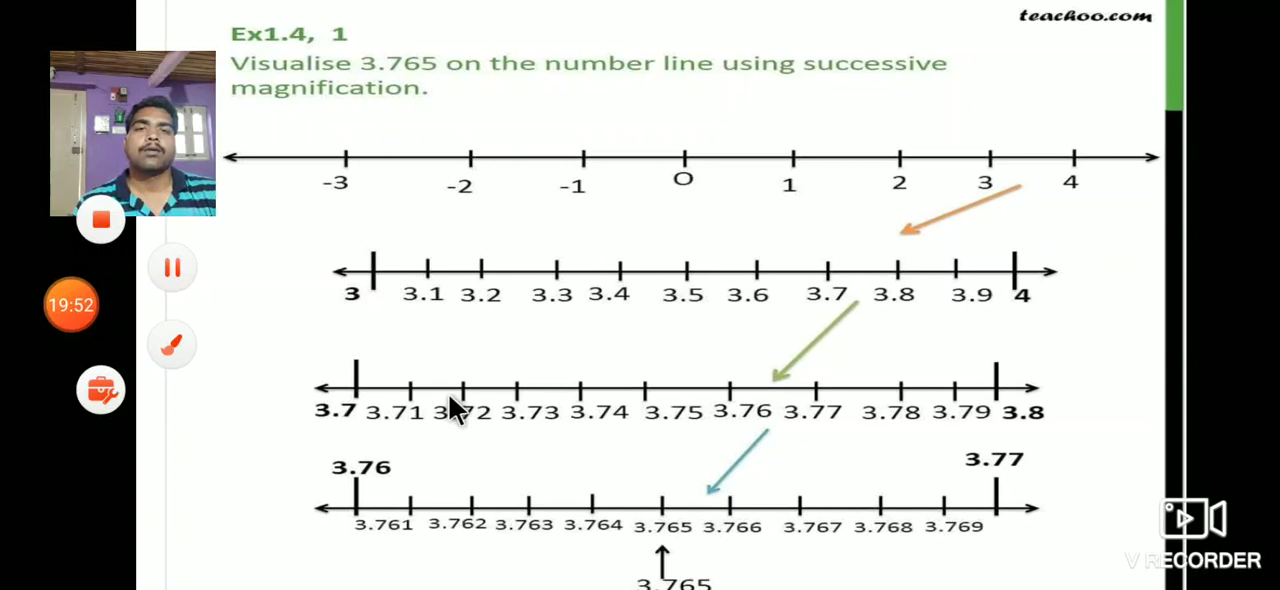 teachoo.com
Ex1.4, 1
Visualise 3.765 on the number line using successive
magnification.
-3 -2 -1 O 1 2 3 4
3 3.1 3.2 3.3 3.4 3.5 3.6 3.7 3.8 3.9 4
19:52
3.7 3.71 3.72 3.73 3.74 3.75 3.76 3.77 3.78 3.79 3.8
3.76 3.77
3.761 3.762 3.763 3.764 3.765 3.766 3.767 3.768 3.769
V RECORDER
3.765